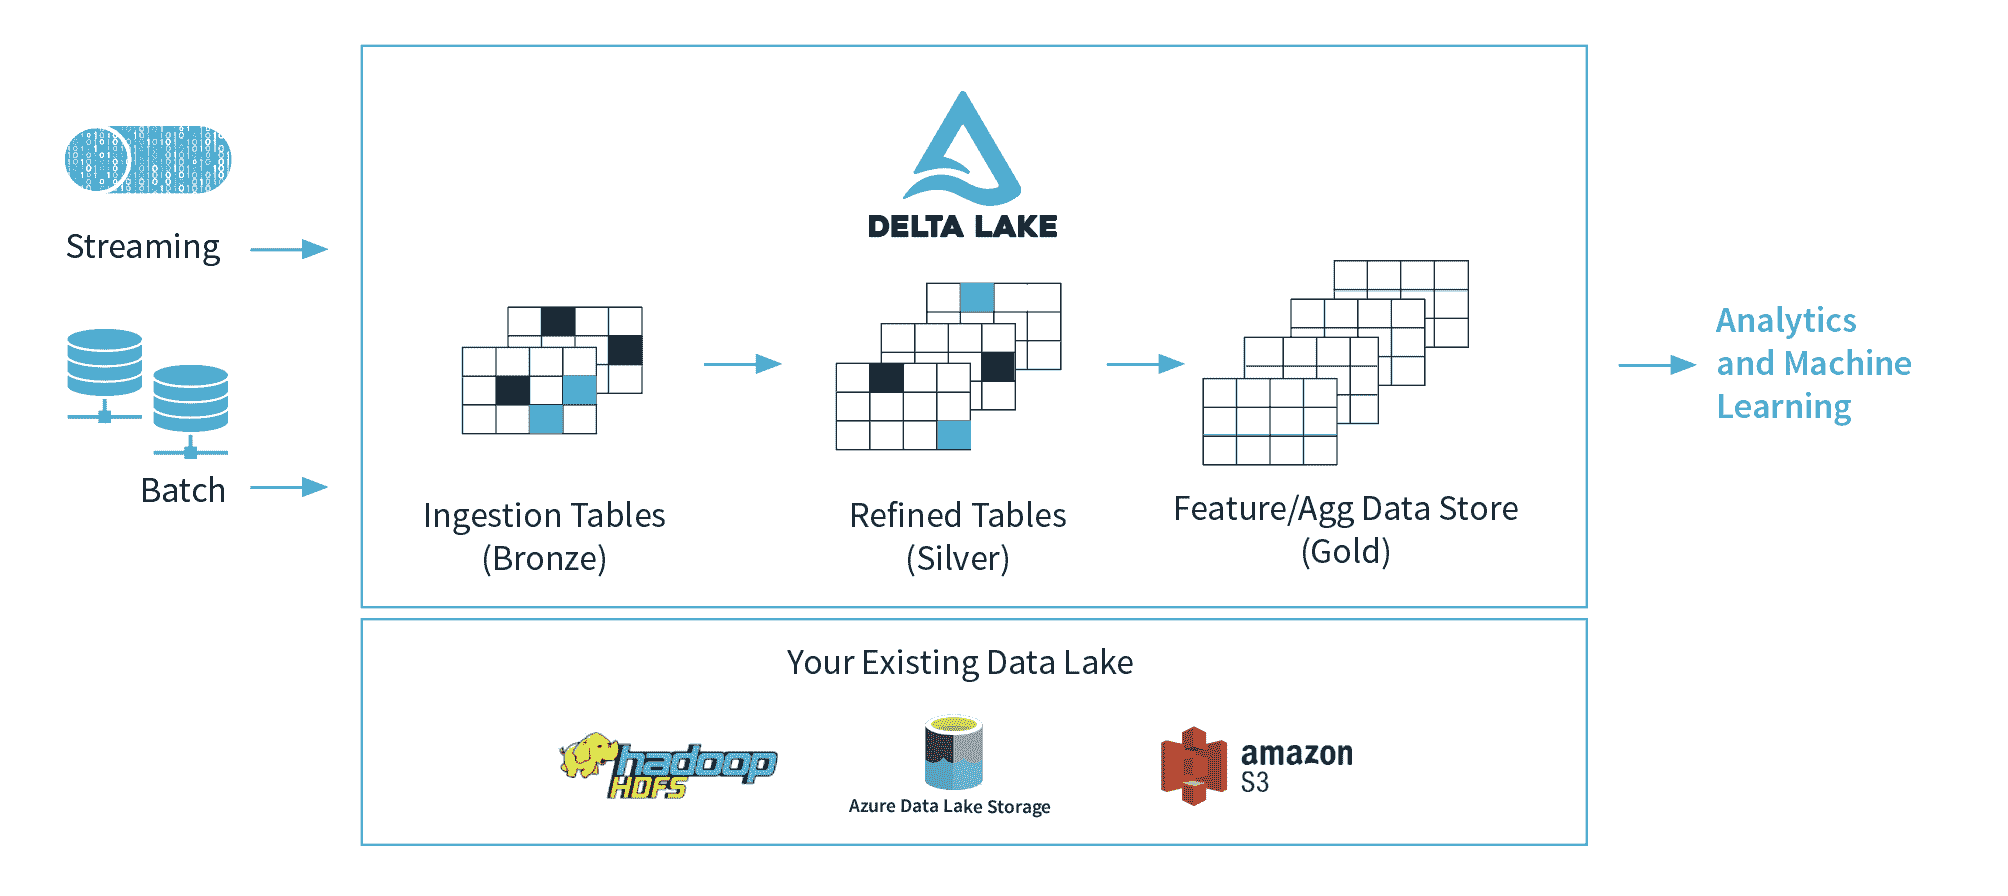 DELTA LAKE
Streaming
Batch
Ingestion Tables
(Bronze)
Refined Tables
(Silver)
Feature/Agg Data Store
(Gold)
Analytics
and Machine
Learning
Your Existing Data Lake
hadoop
HDFS
Azure Data Lake Storage
amazon
S3